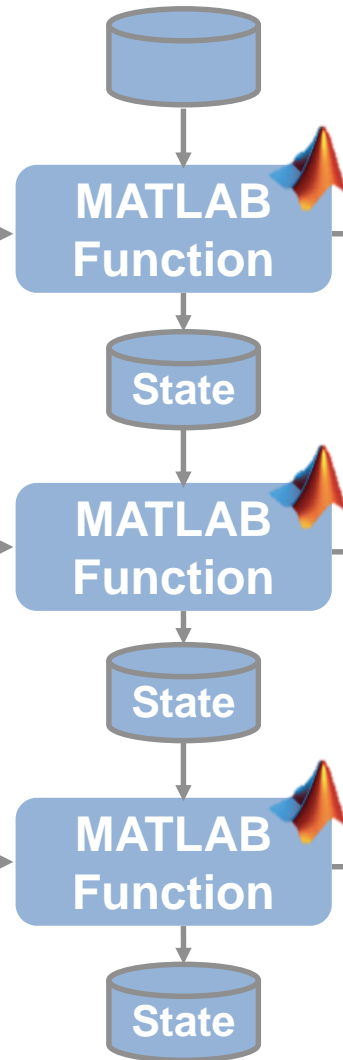 MATLAB
Function
State
MATLAB
Function
State
MATLAB
Function
State